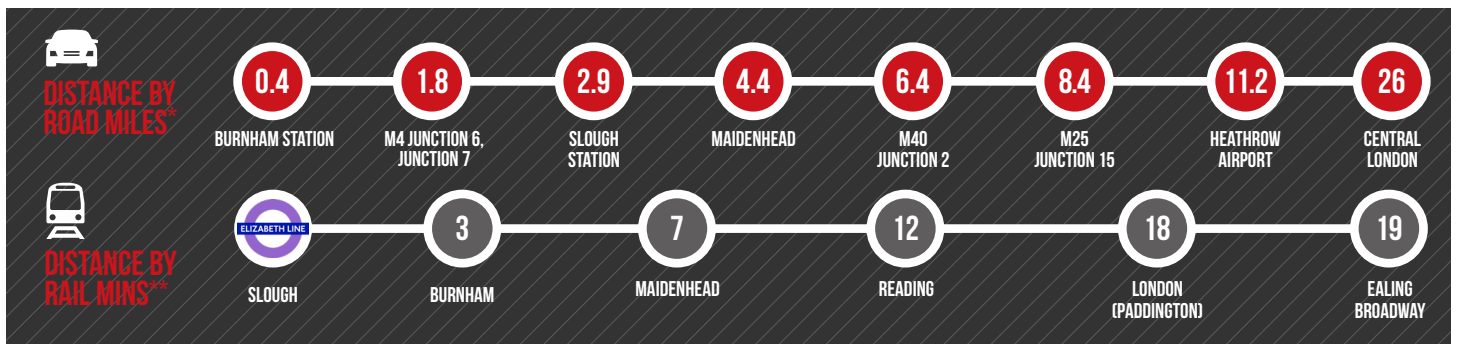 DISTANCE BY
ROAD MILES*
0.4
BURNHAM STATION
1.8
M4 JUNCTION 6,
JUNCTION 7
2.9
SLOUGH
STATION
4.4
MAIDENHEAD
6.4
M40
JUNCTION 2
8.4
M25
JUNCTION 15
11.2
HEATHROW
AIRPORT
26
CENTRAL
LONDON
DISTANCE BY
RAIL MINS**
ELIZABETH LINE
SLOUGH
3
BURNHAM
7
MAIDENHEAD
12
READING
18
LONDON
(PADDINGTON)
19
EALING
BROADWAY